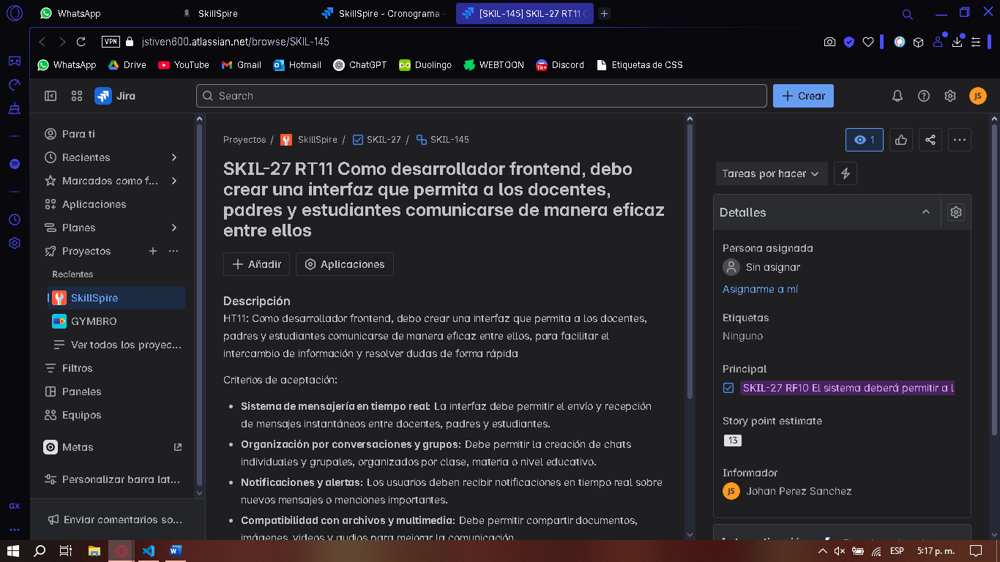 WhatsApp
SkillSpire
SkillSpire - Cronograma -
[SKIL-145] SKIL-27 RT11 C
VPN
jstiven600.atlassian.net/browse/SKIL-145
WhatsApp
Drive
YouTube
Gmail
Hotmail
ChatGPT
Duolingo
WEBTOON
1k+
Discord
Etiquetas de CSS
Jira
Search
Crear
JS
Para ti
Recientes
Marcados como f...
Aplicaciones
Planes
Proyectos
Recientes
SkillSpire
GYMBRO
Ver todos los proyec...
Filtros
Paneles
Equipos
Metas
Personalizar barra lat...
Enviar comentarios so...
GX
Proyectos / SkillSpire / SKIL-27 / SKIL-145
SKIL-27 RT11 Como desarrollador frontend, debo
crear una interfaz que permita a los docentes,
padres y estudiantes comunicarse de manera eficaz
entre ellos
Añadir
Aplicaciones
Descripción
HT11: Como desarrollador frontend, debo crear una interfaz que permita a los docentes,
padres y estudiantes comunicarse de manera eficaz entre ellos, para facilitar el
intercambio de información y resolver dudas de forma rápida
Criterios de aceptación:
• Sistema de mensajería en tiempo real: La interfaz debe permitir el envío y recepción
de mensajes instantáneos entre docentes, padres y estudiantes.
• Organización por conversaciones y grupos: Debe permitir la creación de chats
individuales y grupales, organizados por clase, materia o nivel educativo.
• Notificaciones y alertas: Los usuarios deben recibir notificaciones en tiempo real sobre
nuevos mensajes o menciones importantes.
• Compatibilidad con archivos y multimedia: Debe permitir compartir documentos,
imágenes, videos y audios para mejorar la comunicación.
1
Tareas por hacer
Detalles
Persona asignada
Sin asignar
Asignarme a mí
Etiquetas
Ninguno
Principal
SKIL-27 RF10 El sistema deberá permitir a l
Story point estimate
13
Informador
JS
Johan Perez Sanchez
ESP
5:17 p. m.